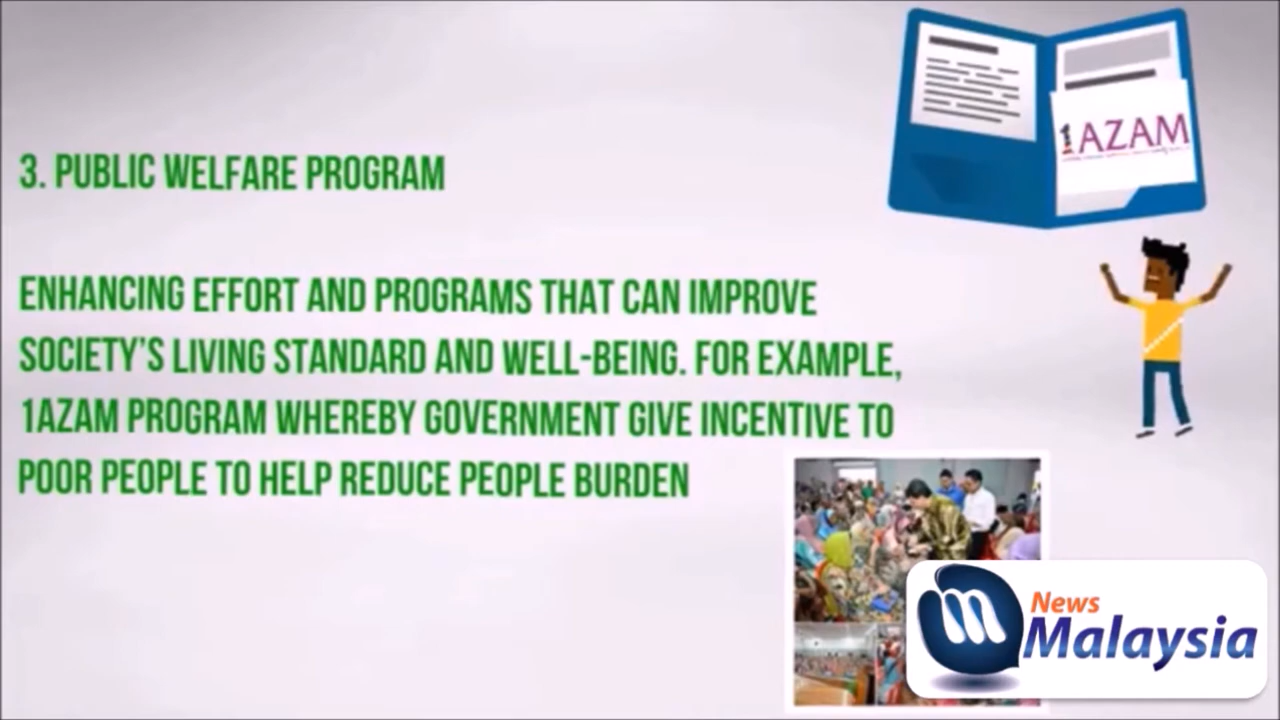 1AZAM
3. PUBLIC WELFARE PROGRAM
ENHANCING EFFORT AND PROGRAMS THAT CAN IMPROVE
SOCIETY'S LIVING STANDARD AND WELL-BEING. FOR EXAMPLE,
1AZAM PROGRAM WHEREBY GOVERNMENT GIVE INCENTIVE TO
POOR PEOPLE TO HELP REDUCE PEOPLE BURDEN
News
Malaysia